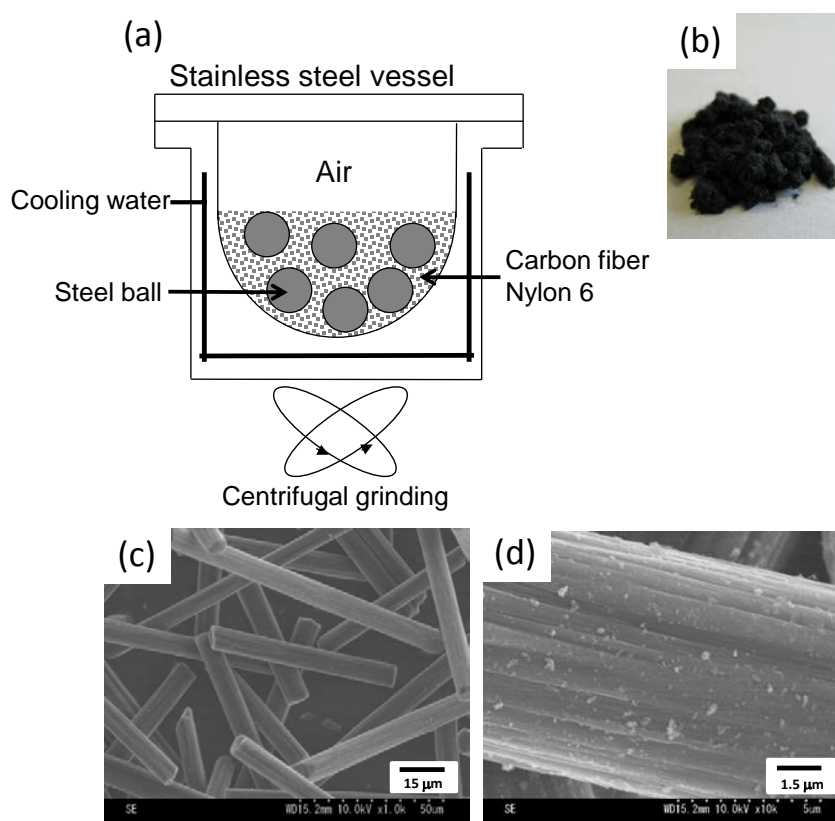 (a)
(b)
Stainless steel vessel
Air
Cooling water
Steel ball
Carbon fiber
Nylon 6
Centrifugal grinding
(c)
(d)
15 μm
1.5 μm
SE WD15.2mm 10.0kV x1.0k 50um
SE WD15.2mm 10.0kV x10k 5um